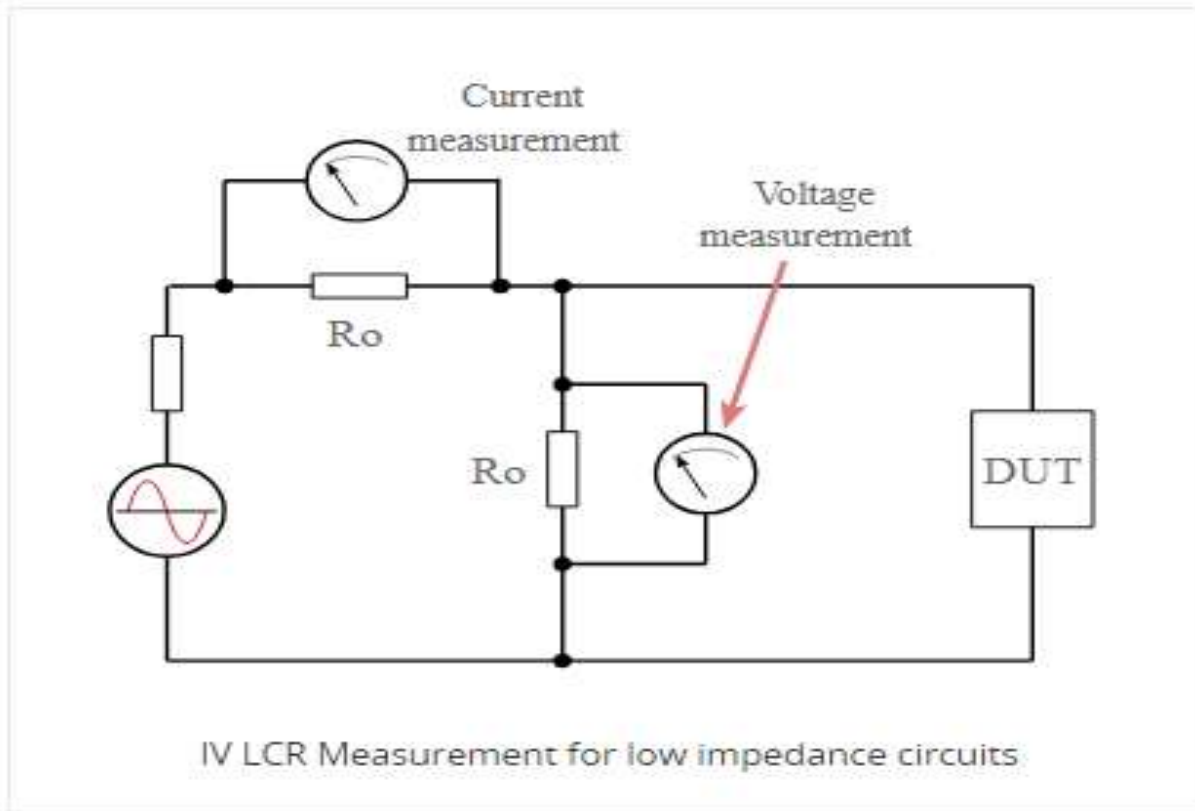 Current
measurement
Voltage
measurement
Ro
Ro
DUT
IV LCR Measurement for low impedance circuits